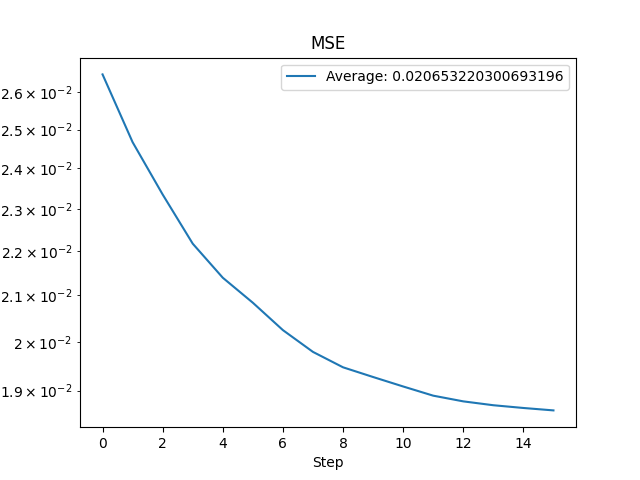 MSE
Average: 0.020653220300693196
2.6 × 10⁻²
2.5 × 10⁻²
2.4 × 10⁻²
2.3 × 10⁻²
2.2 × 10⁻²
2.1 × 10⁻²
2 × 10⁻²
1.9 × 10⁻²
0 2 4 6 8 10 12 14
Step